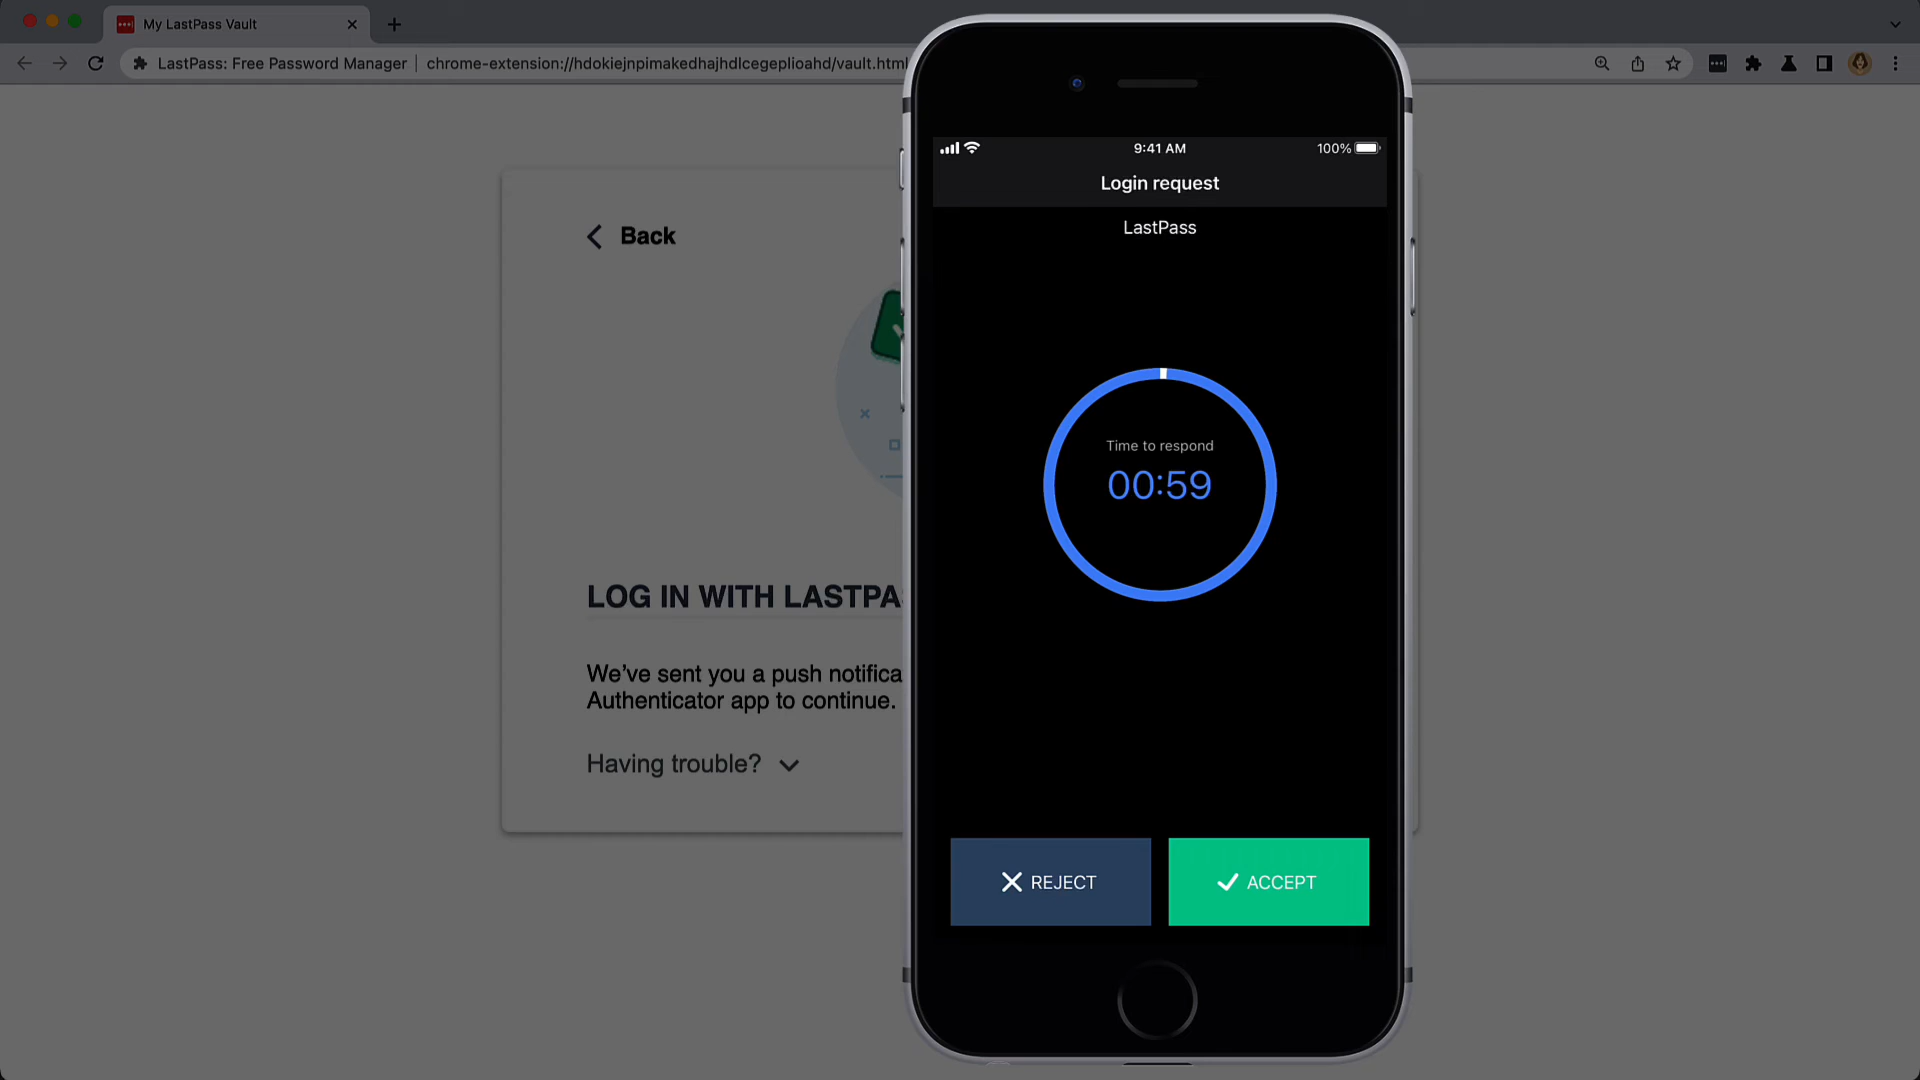 My LastPass Vault
LastPass: Free Password Manager
chrome-extension://hdokiejnpimakedhajhdlcegeplioahd/vault.html
Back
LOG IN WITH LASTPA
We’ve sent you a push notifica
Authenticator app to continue.
Having trouble?
9:41 AM
100%
Login request
LastPass
Time to respond
00:59
REJECT
ACCEPT